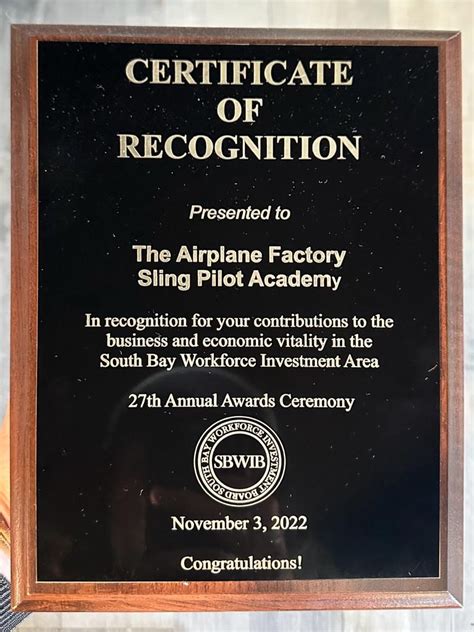 CERTIFICATE
OF
RECOGNITION
Presented to
The Airplane Factory
Sling Pilot Academy
In recognition for your contributions to the
business and economic vitality in the
South Bay Workforce Investment Area
27th Annual Awards Ceremony
SOUTH BAY WORKFORCE INVESTMENT BOARD
SBWIB
November 3, 2022
Congratulations!